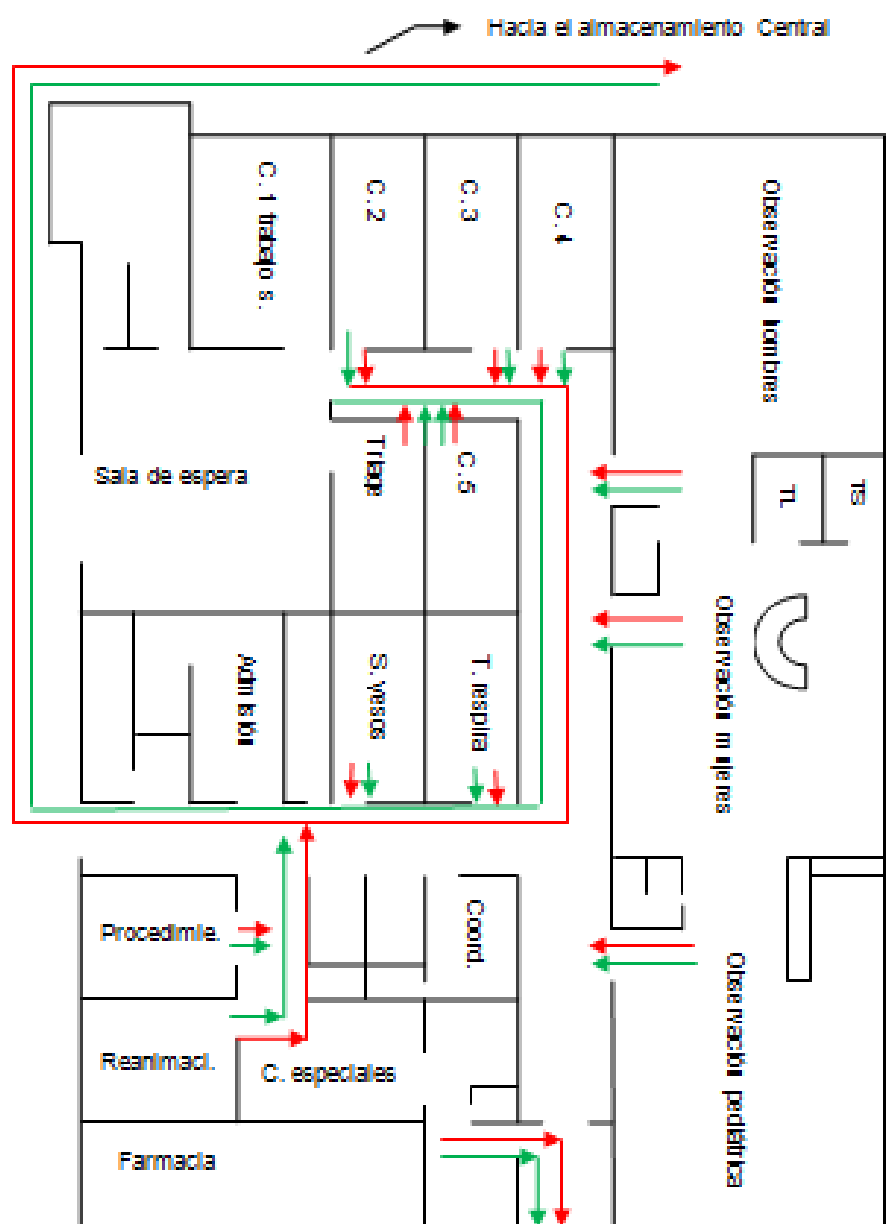 Hacia el almacenamiento Central
C. 1 trabajo s.
C. 2
C. 3
C. 4
Observación hombres
Sala de espera
Triage
C. 5
TL
TS
Admisión
S. yesos
T. respira
Observación mujeres
Procedimie.
Coord.
Reanimaci.
C. especiales
Observación pediátrica
Farmacia